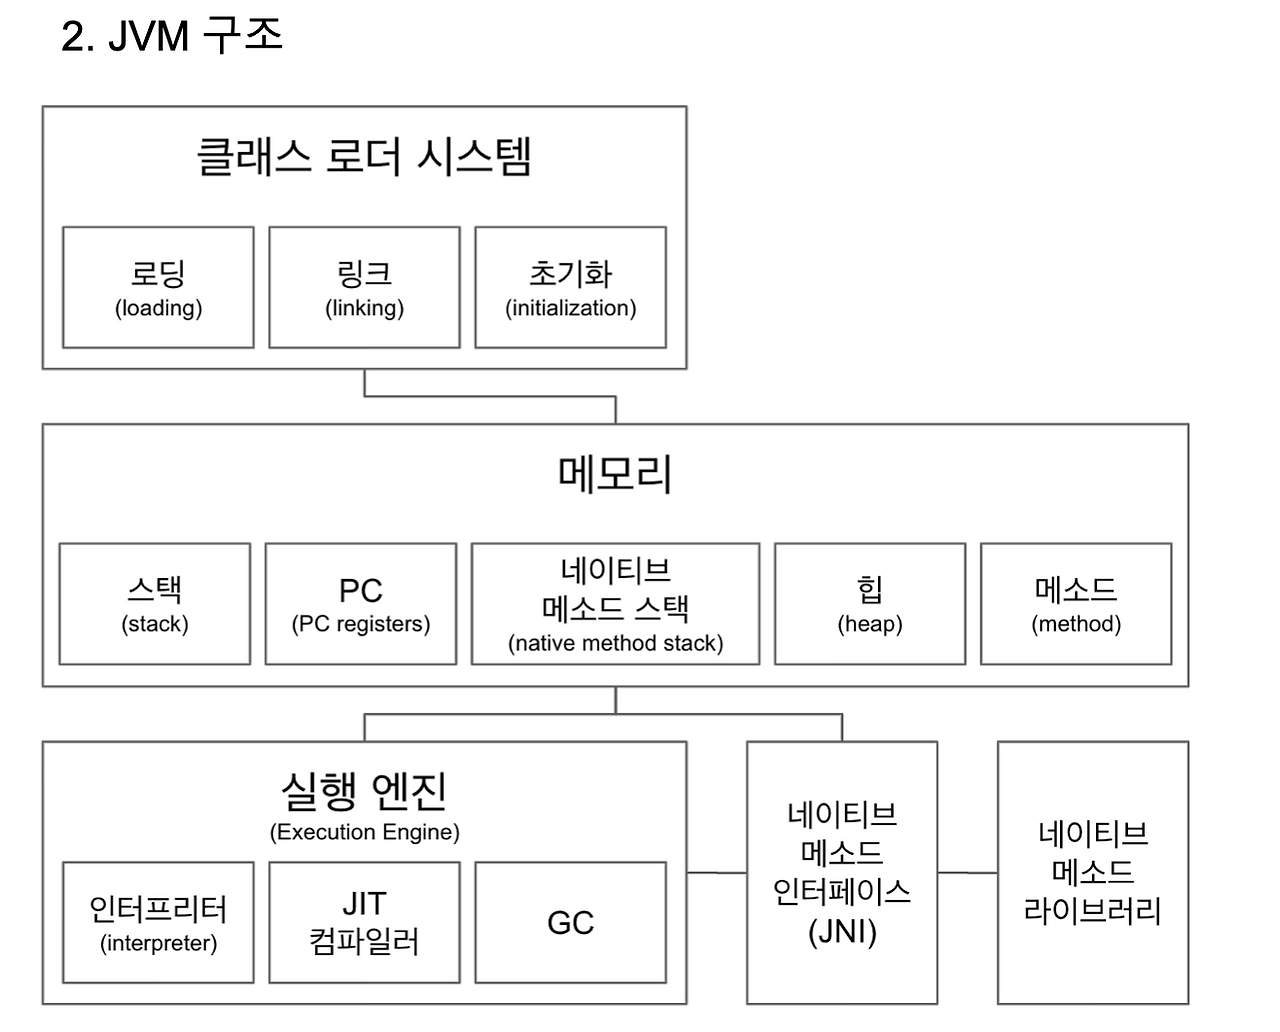 2. JVM 구조
클래스 로더 시스템
로딩
(loading)
링크
(linking)
초기화
(initialization)
메모리
스택
(stack)
PC
(PC registers)
네이티브
메소드 스택
(native method stack)
힙
(heap)
메소드
(method)
실행 엔진
(Execution Engine)
인터프리터
(interpreter)
JIT
컴파일러
GC
네이티브
메소드
인터페이스
(JNI)
네이티브
메소드
라이브러리